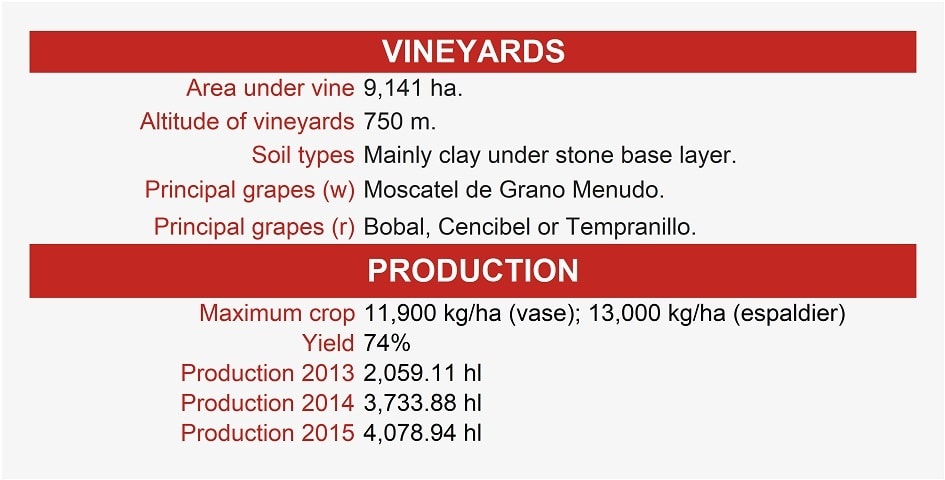 VINEYARDS
Area under vine 9,141 ha.
Altitude of vineyards 750 m.
Soil types Mainly clay under stone base layer.
Principal grapes (w) Moscatel de Grano Menudo.
Principal grapes (r) Bobal, Cencibel or Tempranillo.
PRODUCTION
Maximum crop 11,900 kg/ha (vase); 13,000 kg/ha (espaldier)
Yield 74%
Production 2013 2,059.11 hl
Production 2014 3,733.88 hl
Production 2015 4,078.94 hl